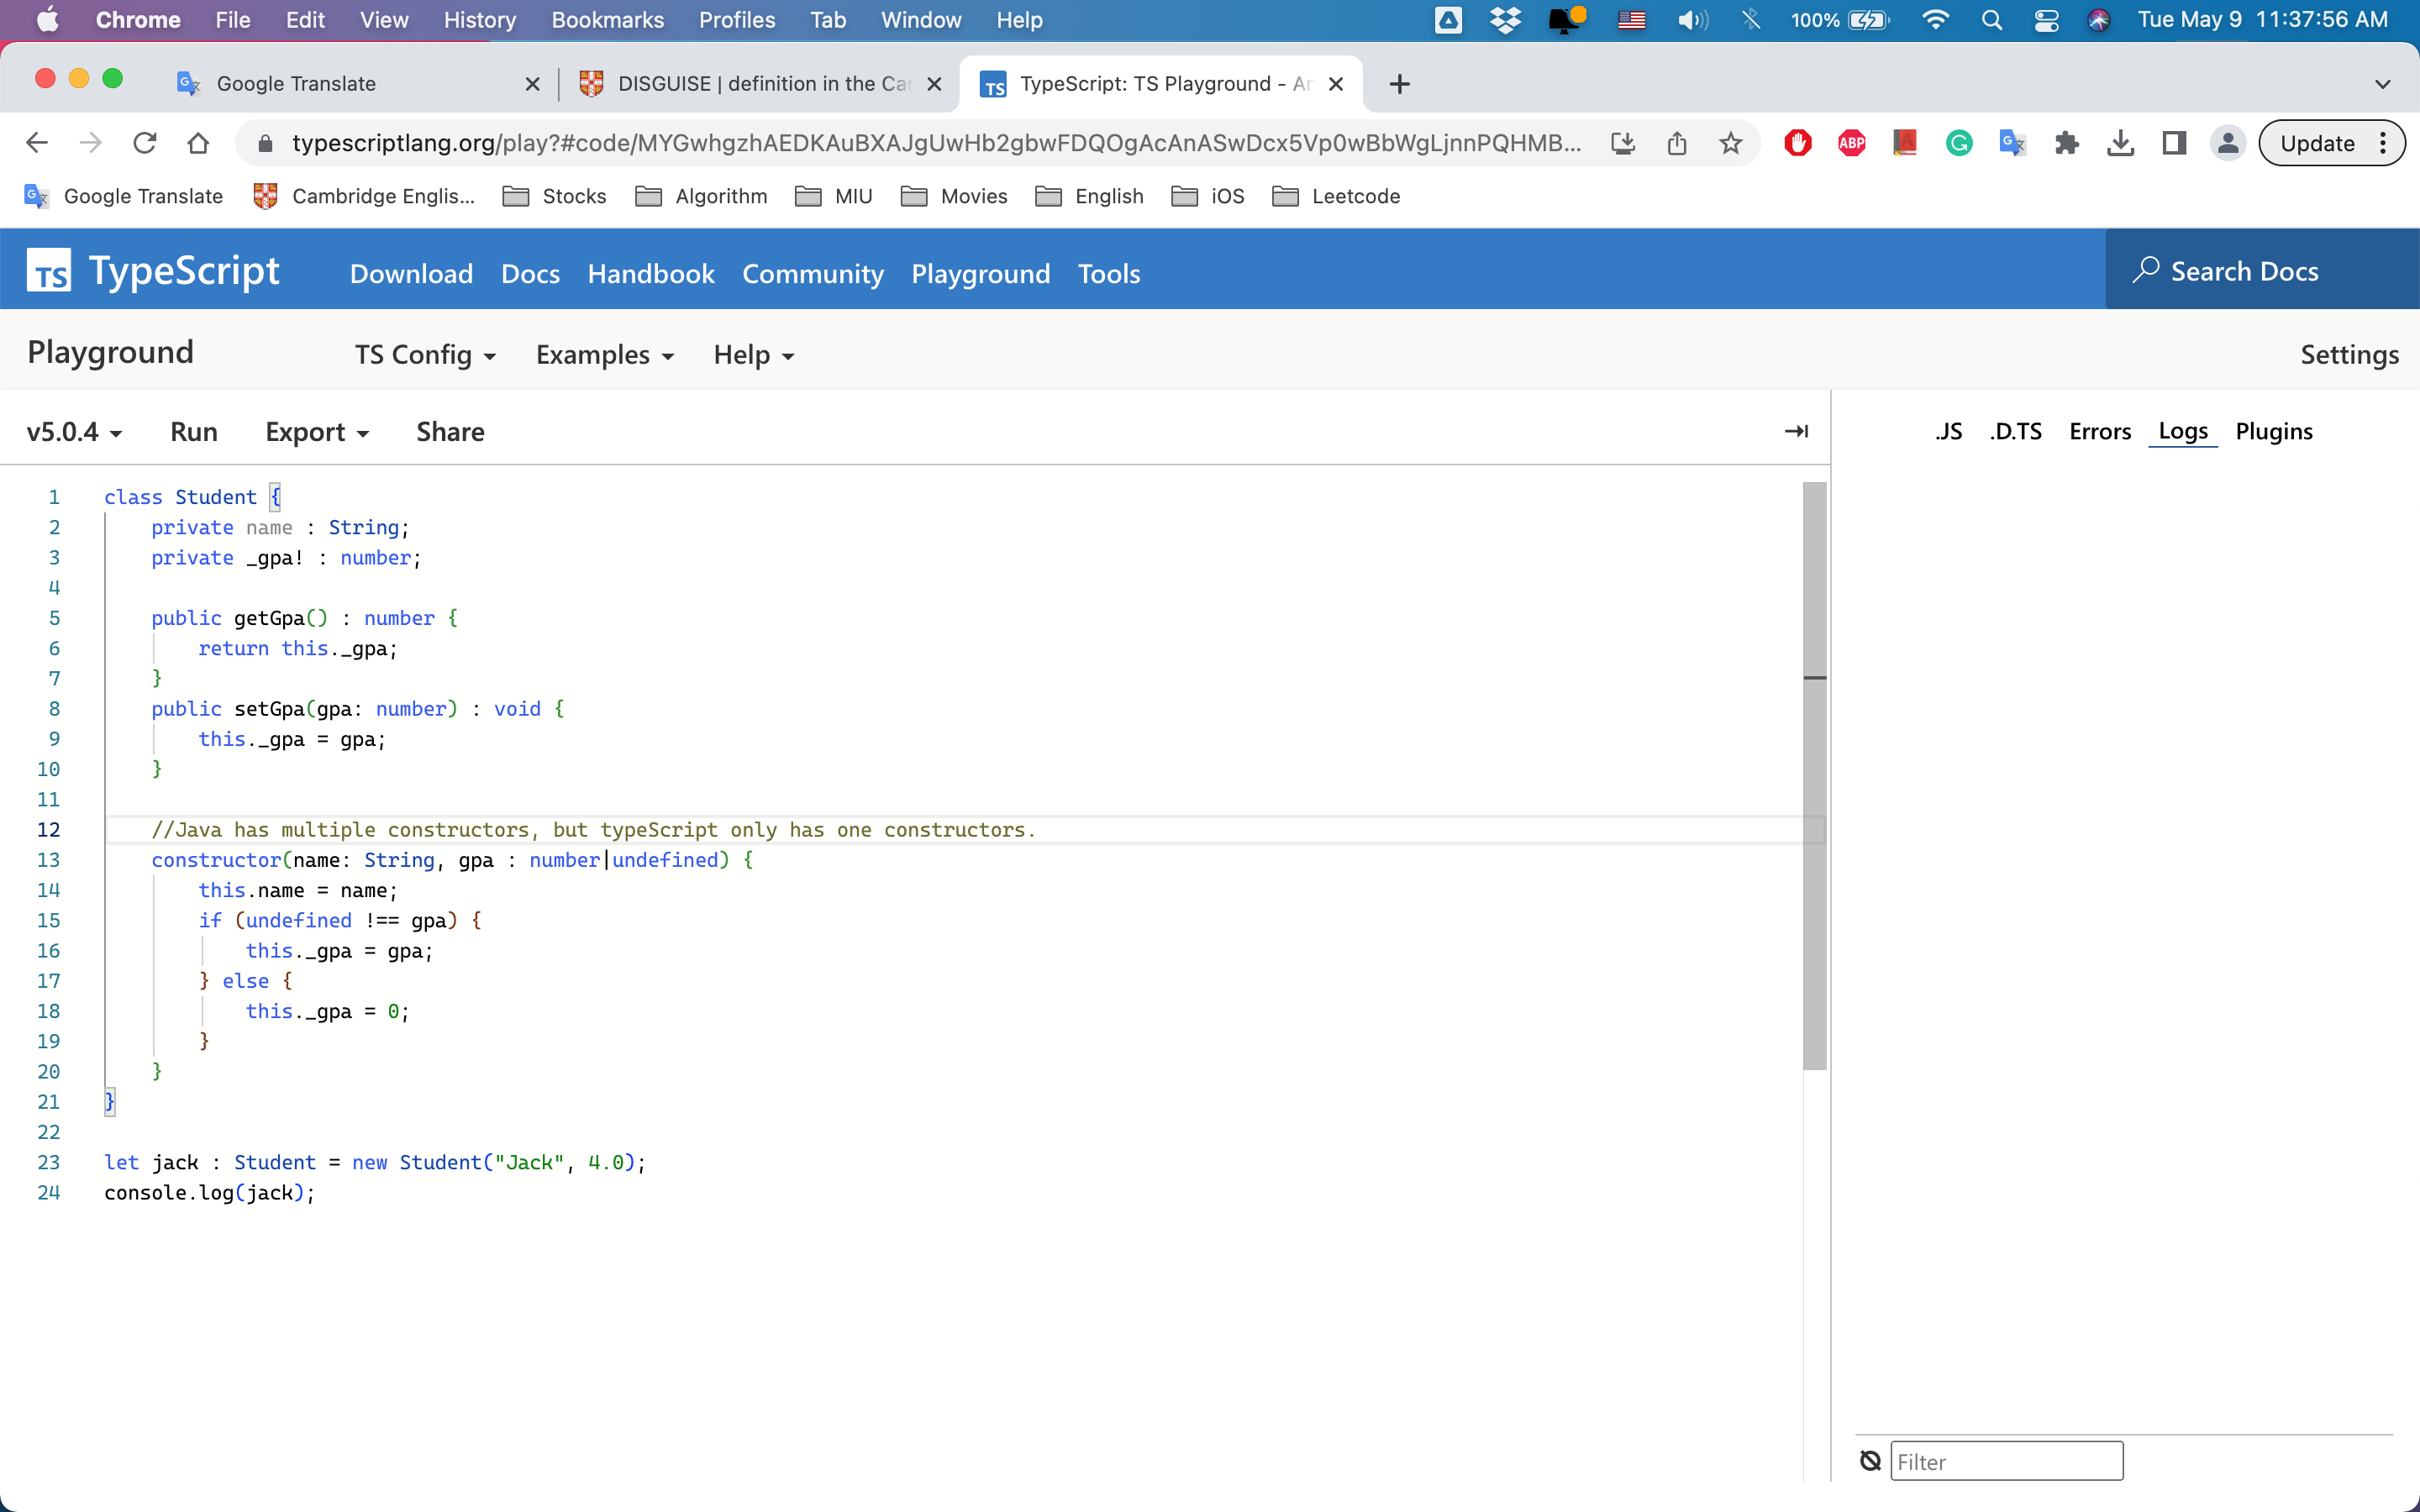 Chrome File Edit View History Bookmarks Profiles Tab Window Help 100% Tue May 9 11:37:56 AM
Google Translate DISGUISE | definition in the Ca TypeScript: TS Playground - A
typescriptlang.org/play?#code/MYGwhgzhAEDKAuBXAJgUwHb2gbwFDQOgAcAnASwDcx5Vp0wBbWgLjnnPQHMB... ABP Update
Google Translate Cambridge Englis... Stocks Algorithm MIU Movies English iOS Leetcode
TS TypeScript Download Docs Handbook Community Playground Tools Search Docs
Playground TS Config Examples Help Settings
v5.0.4 Run Export Share .JS .D.TS Errors Logs Plugins
1 class Student {
2 private name : String;
3 private _gpa! : number;
4
5 public getGpa() : number {
6 return this._gpa;
7 }
8 public setGpa(gpa: number) : void {
9 this._gpa = gpa;
10 }
11
12 //Java has multiple constructors, but typeScript only has one constructors.
13 constructor(name: String, gpa : number|undefined) {
14 this.name = name;
15 if (undefined !== gpa) {
16 this._gpa = gpa;
17 } else {
18 this._gpa = 0;
19 }
20 }
21 }
22
23 let jack : Student = new Student("Jack", 4.0);
24 console.log(jack);
Filter